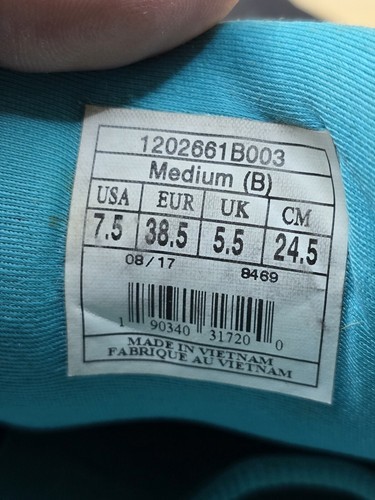 1202661B003
Medium (B)
USA EUR UK CM
7.5 38.5 5.5 24.5
08/17 8469
1 90340 31720 0
MADE IN VIETNAM
FABRIQUE AU VIETNAM